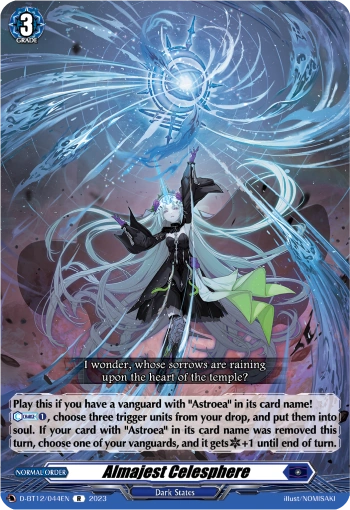 3
GRADE
I wonder, whose sorrows are raining
upon the heart of the temple?
Play this if you have a vanguard with "Astroea" in its card name!
1, choose three trigger units from your drop, and put them into
soul. If your card with "Astroea" in its card name was removed this
turn, choose one of your vanguards, and it gets +1 until end of turn.
NORMAL ORDER
Almajest Celesphere
D-BT12/044EN R 2023
Dark States
illust/NOMISAKI